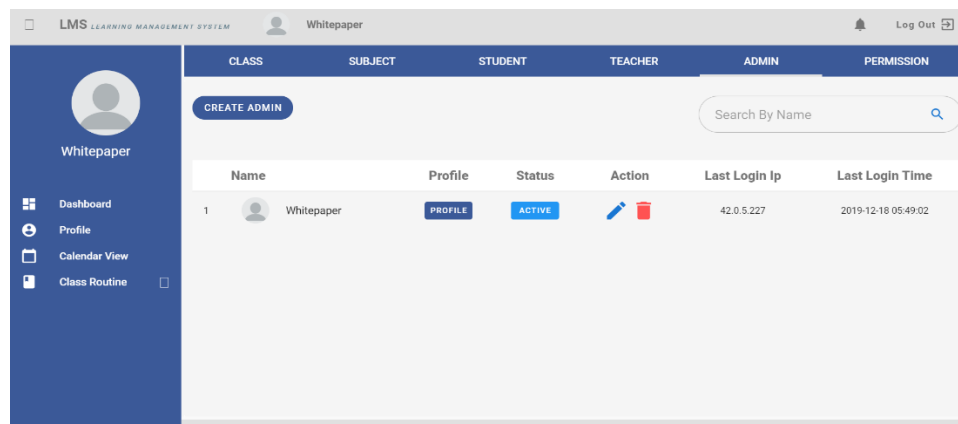 LMS LEARNING MANAGEMENT SYSTEM Whitepaper Log Out
CLASS SUBJECT STUDENT TEACHER ADMIN PERMISSION
CREATE ADMIN Search By Name
Whitepaper
Name Profile Status Action Last Login Ip Last Login Time
Dashboard
1 Whitepaper PROFILE ACTIVE 42.0.5.227 2019-12-18 05:49:02
Profile
Calendar View
Class Routine